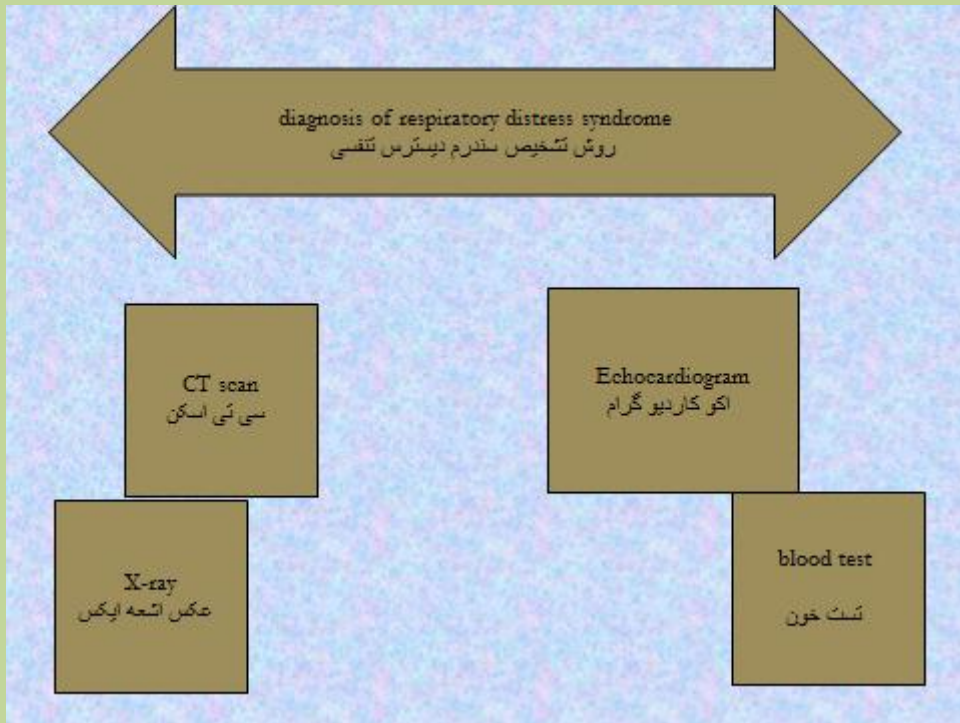 diagnosis of respiratory distress syndrome
روش تشخیص سندرم دیسترس تنفسی
CT scan
سی تی اسکن
Echocardiogram
اکو کاردیو گرام
X-ray
عکس اشعه ایکس
blood test
تست خون